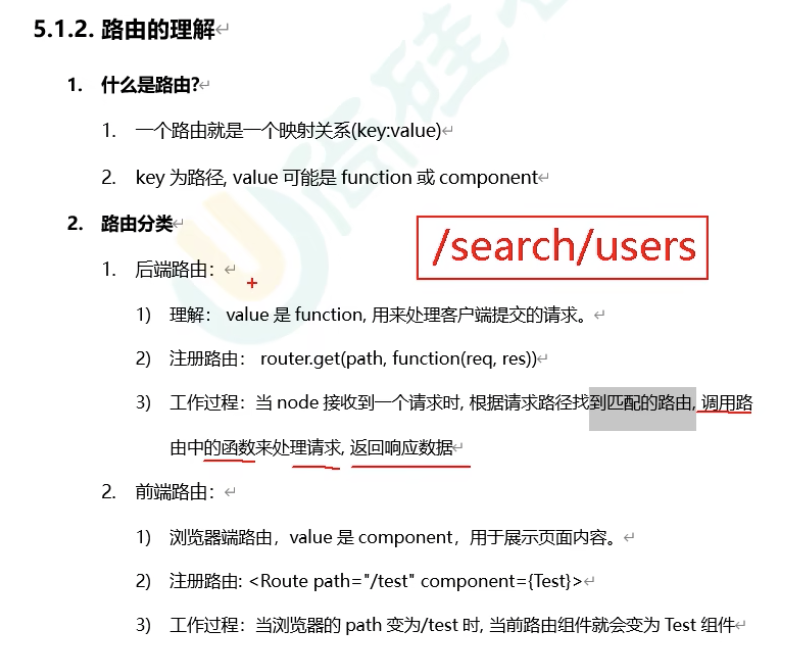 5.1.2. 路由的理解
1. 什么是路由?
1. 一个路由就是一个映射关系(key:value)
2. key 为路径, value 可能是 function 或 component
2. 路由分类
/search/users
1. 后端路由：
1) 理解： value 是 function, 用来处理客户端提交的请求。
2) 注册路由： router.get(path, function(req, res))
3) 工作过程：当 node 接收到一个请求时, 根据请求路径找到匹配的路由, 调用路
由中的函数来处理请求, 返回响应数据
2. 前端路由：
1) 浏览器端路由，value 是 component，用于展示页面内容。
2) 注册路由: <Route path="/test" component={Test}>
3) 工作过程：当浏览器的 path 变为/test 时, 当前路由组件就会变为 Test 组件